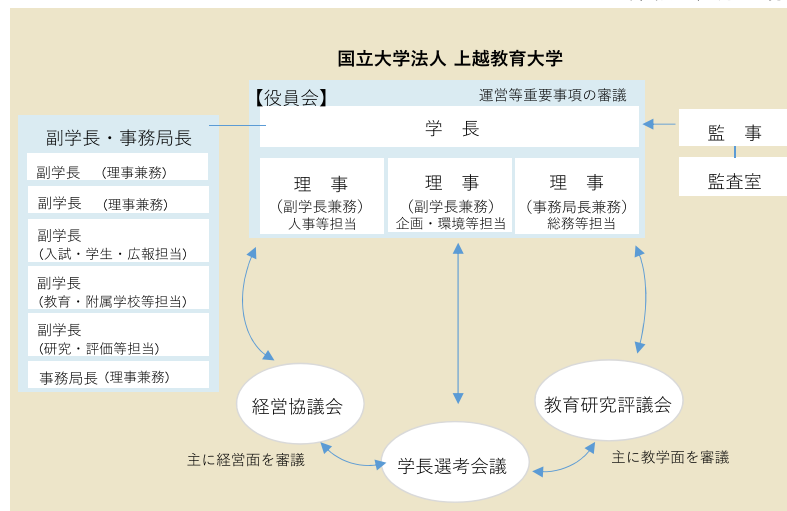 国立大学法人 上越教育大学
【役員会】
運営等重要事項の審議
学　長
監　事
監査室
理　事
（副学長兼務）
人事等担当
理　事
（副学長兼務）
企画・環境等担当
理　事
（事務局長兼務）
総務等担当
副学長・事務局長
副学長　（理事兼務）
副学長　（理事兼務）
副学長
（入試・学生・広報担当）
副学長
（教育・附属学校等担当）
副学長
（研究・評価等担当）
事務局長（理事兼務）
経営協議会
教育研究評議会
学長選考会議
主に経営面を審議
主に教学面を審議